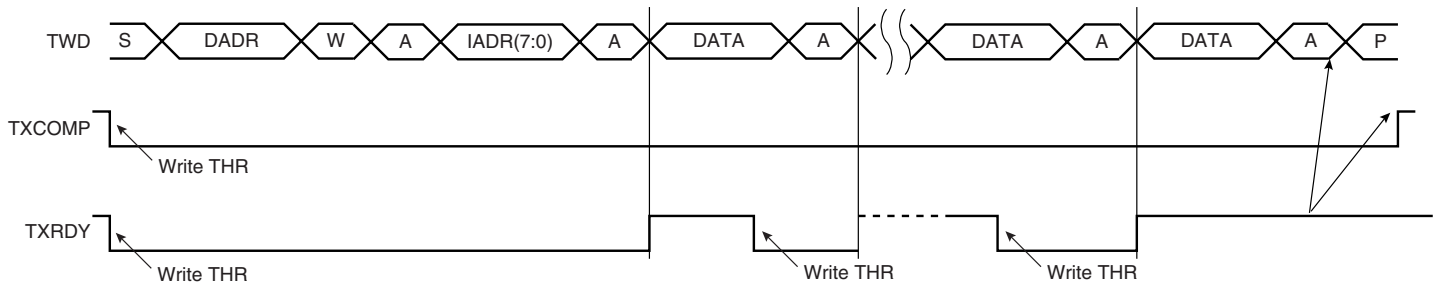 TWD S DADR W A IADR(7:0) A DATA A DATA A DATA A P
TXCOMP
Write THR
TXRDY
Write THR Write THR Write THR